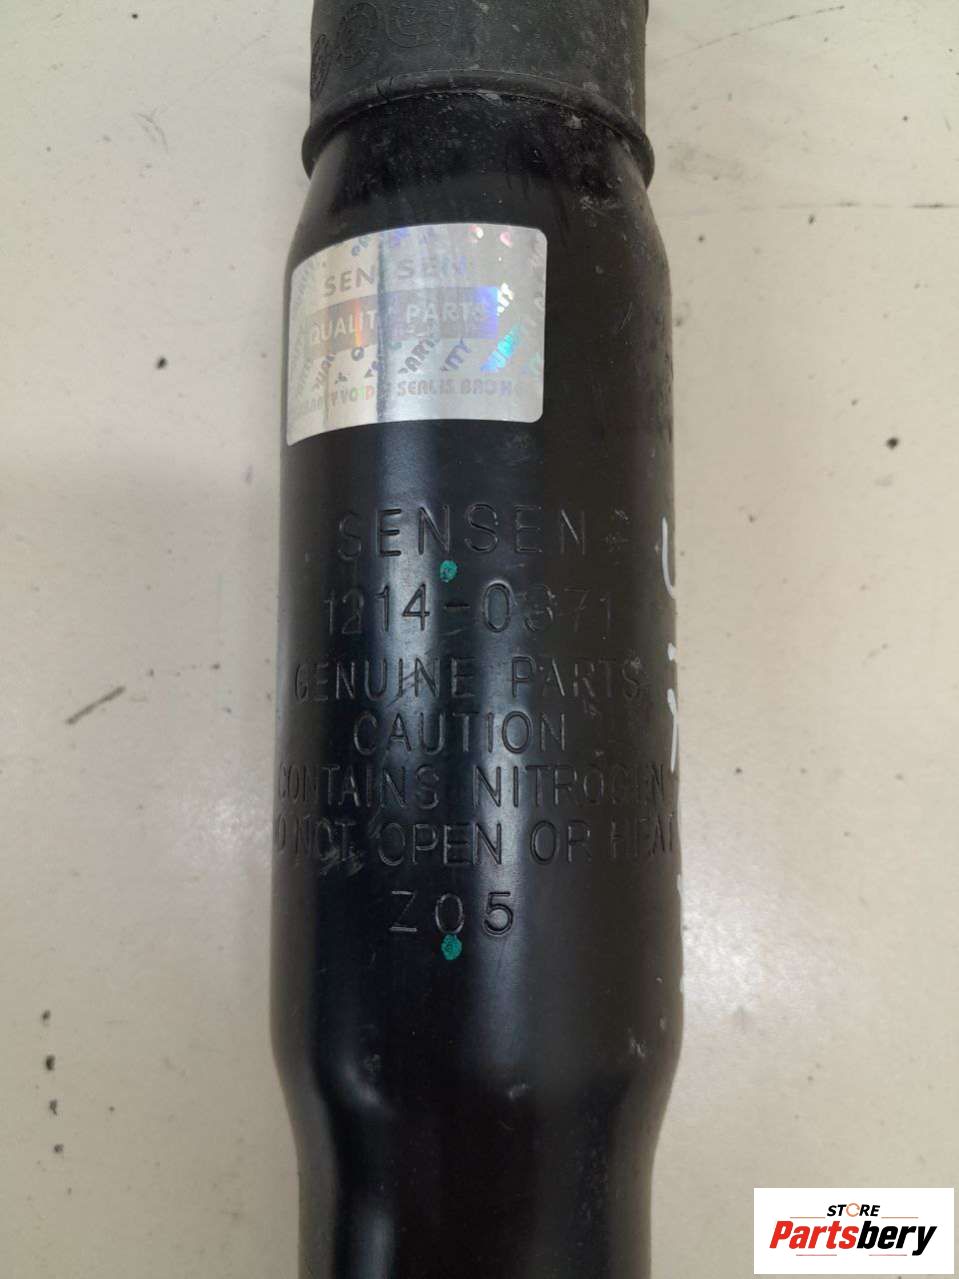 SENSEN
QUALITY PARTS
SENSEN
1214-0371
GENUINE PARTS
CAUTION
CONTAINS NITROGEN
DO NOT OPEN OR HEAT
Z05
STORE
Partsbery